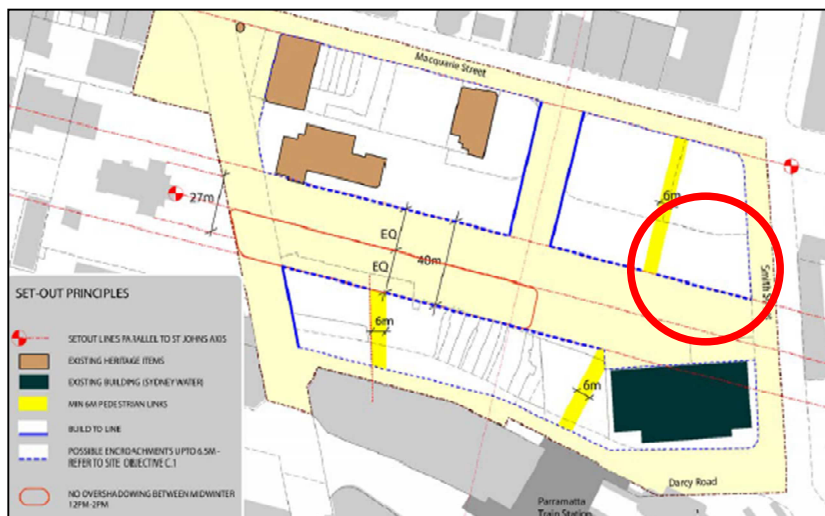 Macquarie Street
27m
EQ
EQ
40m
6m
6m
6m
Smith
SET-OUT PRINCIPLES
SETOUT LINES PARALLEL TO ST JOHNS AXIS
EXISTING HERITAGE ITEMS
EXISTING BUILDING (SYDNEY WATER)
MIN 6M PEDESTRIAN LINKS
BUILD TO LINE
POSSIBLE ENCROACHMENTS UPTO 6.5M -
REFER TO SITE OBJECTIVE C.1
NO OVERSHADOWING BETWEEN MIDWINTER
12PM-2PM
Darcy Road
Parramatta
Train Station